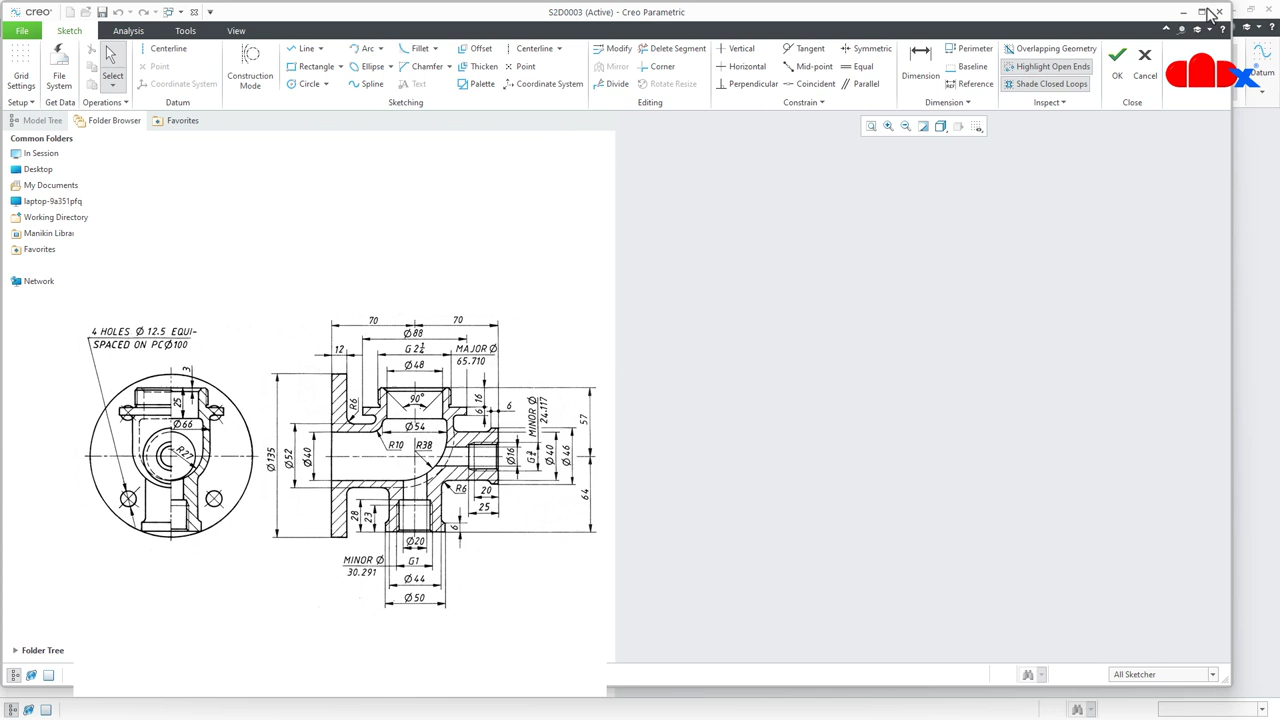 creo S2D0003 (Active) - Creo Parametric
File Sketch Analysis Tools View
Grid Settings
File System
Select
Centerline
Point
Coordinate System
Construction Mode
Line Arc Fillet Offset Centerline
Rectangle Ellipse Chamfer Thicken Point
Circle Spline Text Palette Coordinate System
Modify Delete Segment
Mirror Corner
Divide
Vertical Tangent Symmetric
Horizontal Mid-point Equal
Perpendicular Coincident Parallel
Dimension
Perimeter
Baseline
Reference
Overlapping Geometry
Highlight Open Ends
Shade Closed Loops
OK Cancel
Datum
Setup Get Data Operations Datum Sketching Editing Constrain Dimension Inspect Close
Model Tree Folder Browser Favorites
Common Folders
In Session
Desktop
My Documents
laptop-9a351pfq
Working Directory
Manikin Librar
Favorites
Network
4 HOLES Ø 12.5 EQUI-
SPACED ON PCØ100
3
25
Ø66
R27
70 70
Ø88
12 G 2¼ MAJOR Ø
65.710
Ø48
90°
R6
16
6
6
MINOR Ø
24.117
57
Ø54
R10 R38
Ø135
Ø52
Ø40
Ø16
G¾
Ø40
Ø46
64
R6
20
25
28
23
6
Ø20
MINOR Ø
30.291
G1
Ø44
Ø50
Folder Tree
All Sketcher